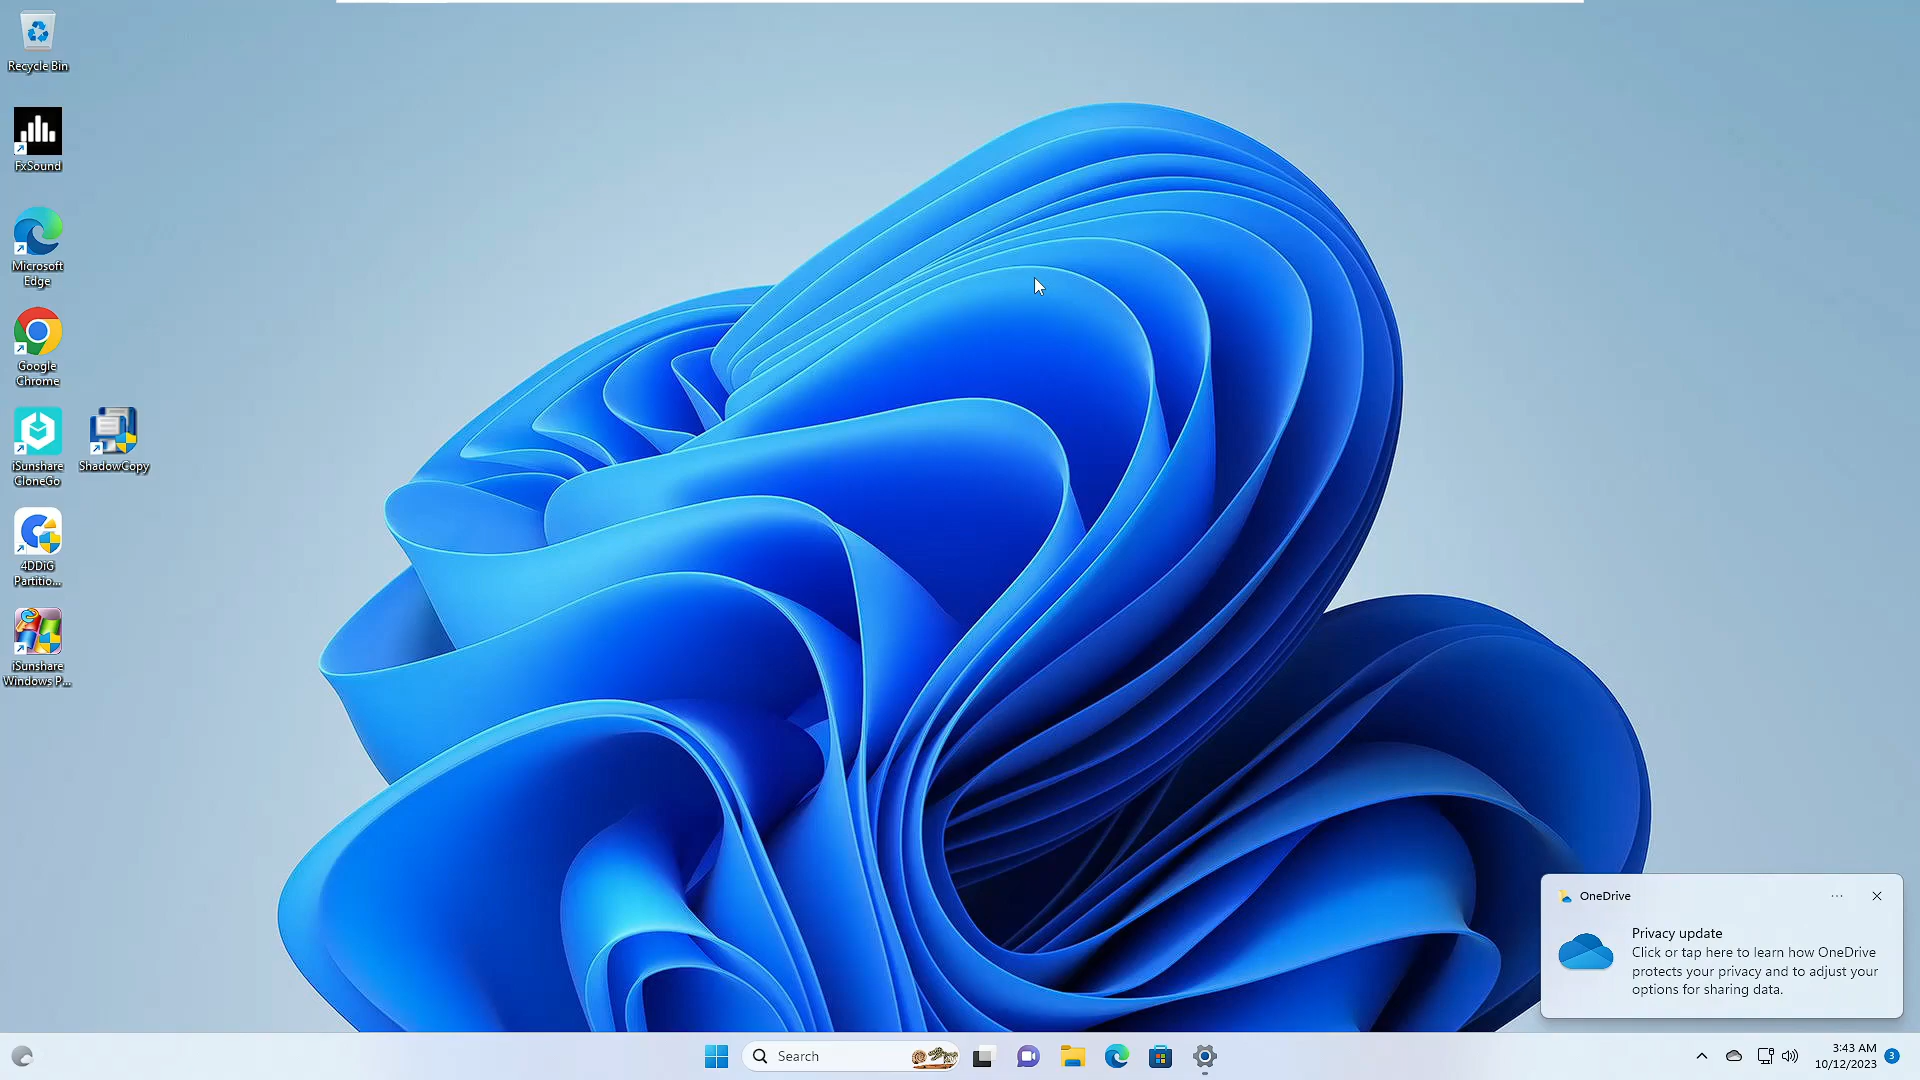 Recycle Bin
FxSound
Microsoft
Edge
Google
Chrome
iSunshare
CloneGo
ShadowCopy
4DDiG
Partitio...
iSunshare
Windows P...
OneDrive
Privacy update
Click or tap here to learn how OneDrive
protects your privacy and to adjust your
options for sharing data.
Search
3:43 AM
10/12/2023
3